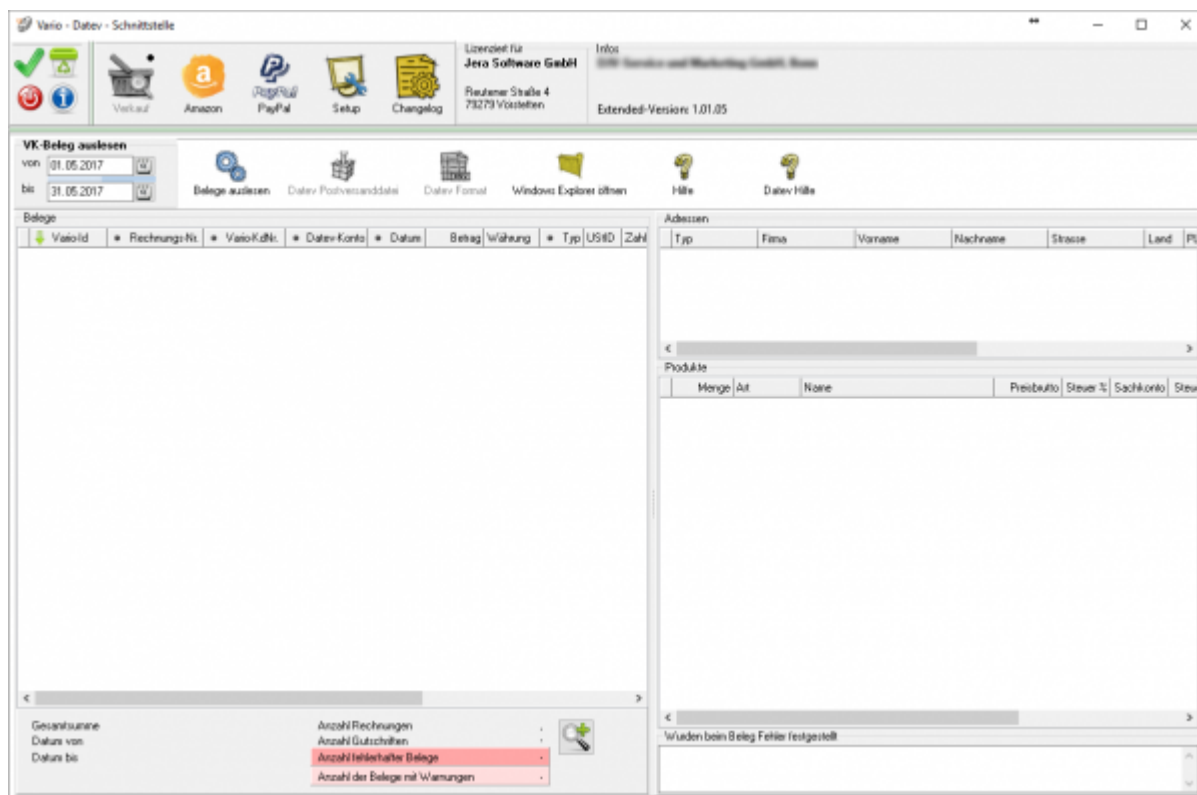 Vario - Datev - Schnittstelle
Verkauf
Amazon
PayPal
PayPal
Setup
Changelog
Lizenziert für
Jera Software GmbH
Reutener Straße 4
79279 Vörstetten
Infos
Extended-Version: 1.01.05
VK-Beleg auslesen
von 01.05.2017
bis 31.05.2017
Belege auslesen
Datev Postversanddatei
Datev Format
Windows Explorer öffnen
Hilfe
Datev Hilfe
Belege
Vario-Id Rechnungs-Nr. Vario-KdNr. Datev-Konto Datum Betrag Währung Typ UStID Zahl
Adressen
Typ Firma Vorname Nachname Strasse Land
Produkte
Menge Art Name Preisbrutto Steuer % Sachkonto Steu
Gesamtsumme
Datum von
Datum bis
Anzahl Rechnungen
Anzahl Gutschriften
Anzahl fehlerhafter Belege
Anzahl der Belege mit Warnungen
Wurden beim Beleg Fehler festgestellt